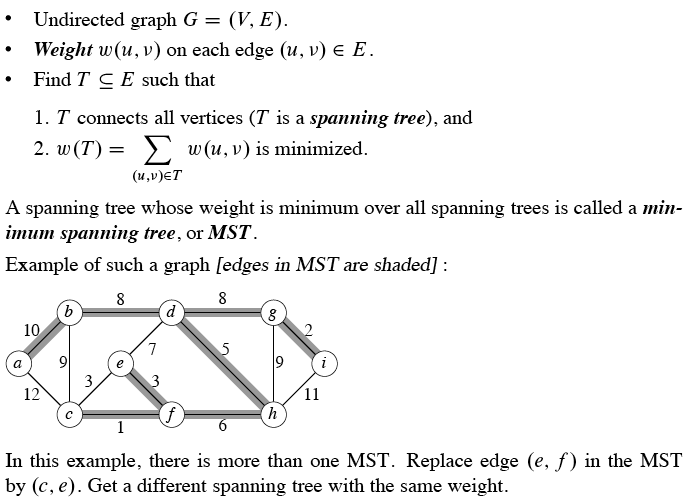 • Undirected graph G = (V, E).
• Weight w(u, v) on each edge (u, v) ∈ E.
• Find T ⊆ E such that
1. T connects all vertices (T is a spanning tree), and
2. w(T) = ∑ w(u, v) is minimized.
(u,v)∈T
A spanning tree whose weight is minimum over all spanning trees is called a min-
imum spanning tree, or MST.
Example of such a graph [edges in MST are shaded] :
8 8
b d g
10 2
9 7 5 9
a e i
12 3 3 11
c f h
1 6
In this example, there is more than one MST. Replace edge (e, f) in the MST
by (c, e). Get a different spanning tree with the same weight.